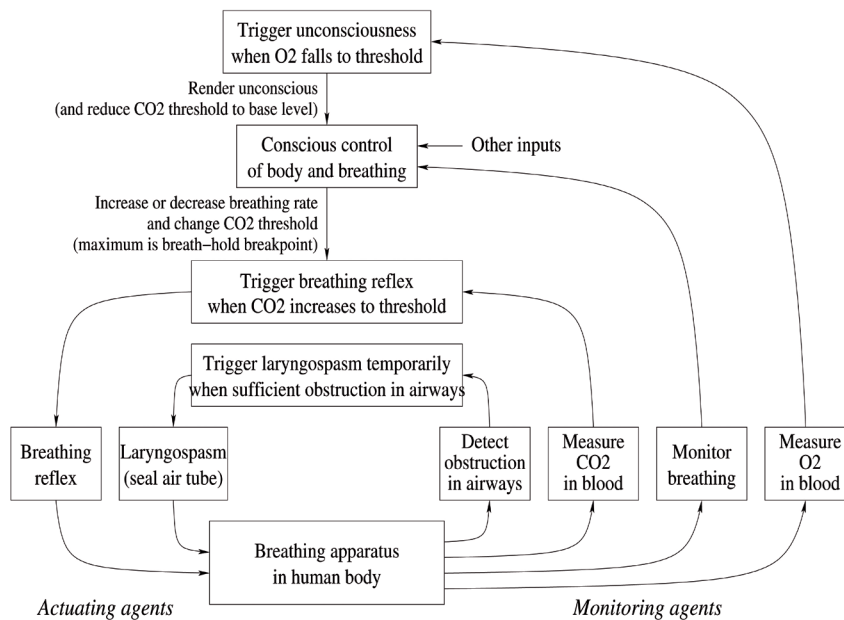 Trigger unconsciousness
when O2 falls to threshold
Render unconscious
(and reduce CO2 threshold to base level)
Conscious control
of body and breathing
Other inputs
Increase or decrease breathing rate
and change CO2 threshold
(maximum is breath−hold breakpoint)
Trigger breathing reflex
when CO2 increases to threshold
Trigger laryngospasm temporarily
when sufficient obstruction in airways
Breathing
reflex
Laryngospasm
(seal air tube)
Detect
obstruction
in airways
Measure
CO2
in blood
Monitor
breathing
Measure
O2
in blood
Breathing apparatus
in human body
Actuating agents
Monitoring agents